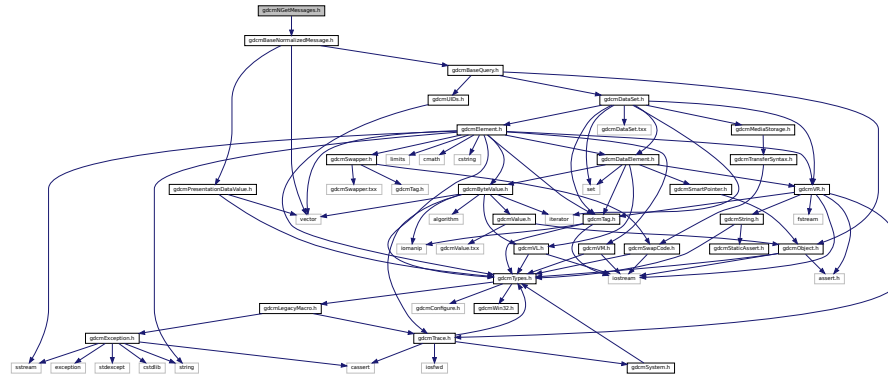 gdcmNGetMessages.h
gdcmBaseNormalizedMessage.h
gdcmBaseQuery.h
gdcmUIDs.h
gdcmDataSet.h
gdcmElement.h
gdcmDataSet.txx
gdcmMediaStorage.h
gdcmSwapper.h
limits
cmath
cstring
gdcmDataElement.h
gdcmTransferSyntax.h
gdcmPresentationDataValue.h
gdcmSwapper.txx
gdcmTag.h
gdcmByteValue.h
set
gdcmSmartPointer.h
gdcmVR.h
vector
algorithm
gdcmValue.h
iterator
gdcmTag.h
gdcmString.h
fstream
iomanip
gdcmValue.txx
gdcmVL.h
gdcmVM.h
gdcmSwapCode.h
gdcmStaticAssert.h
gdcmObject.h
gdcmTypes.h
iostream
assert.h
gdcmLegacyMacro.h
gdcmConfigure.h
gdcmWin32.h
gdcmException.h
gdcmTrace.h
sstream
exception
stdexcept
cstdlib
string
cassert
iosfwd
gdcmSystem.h